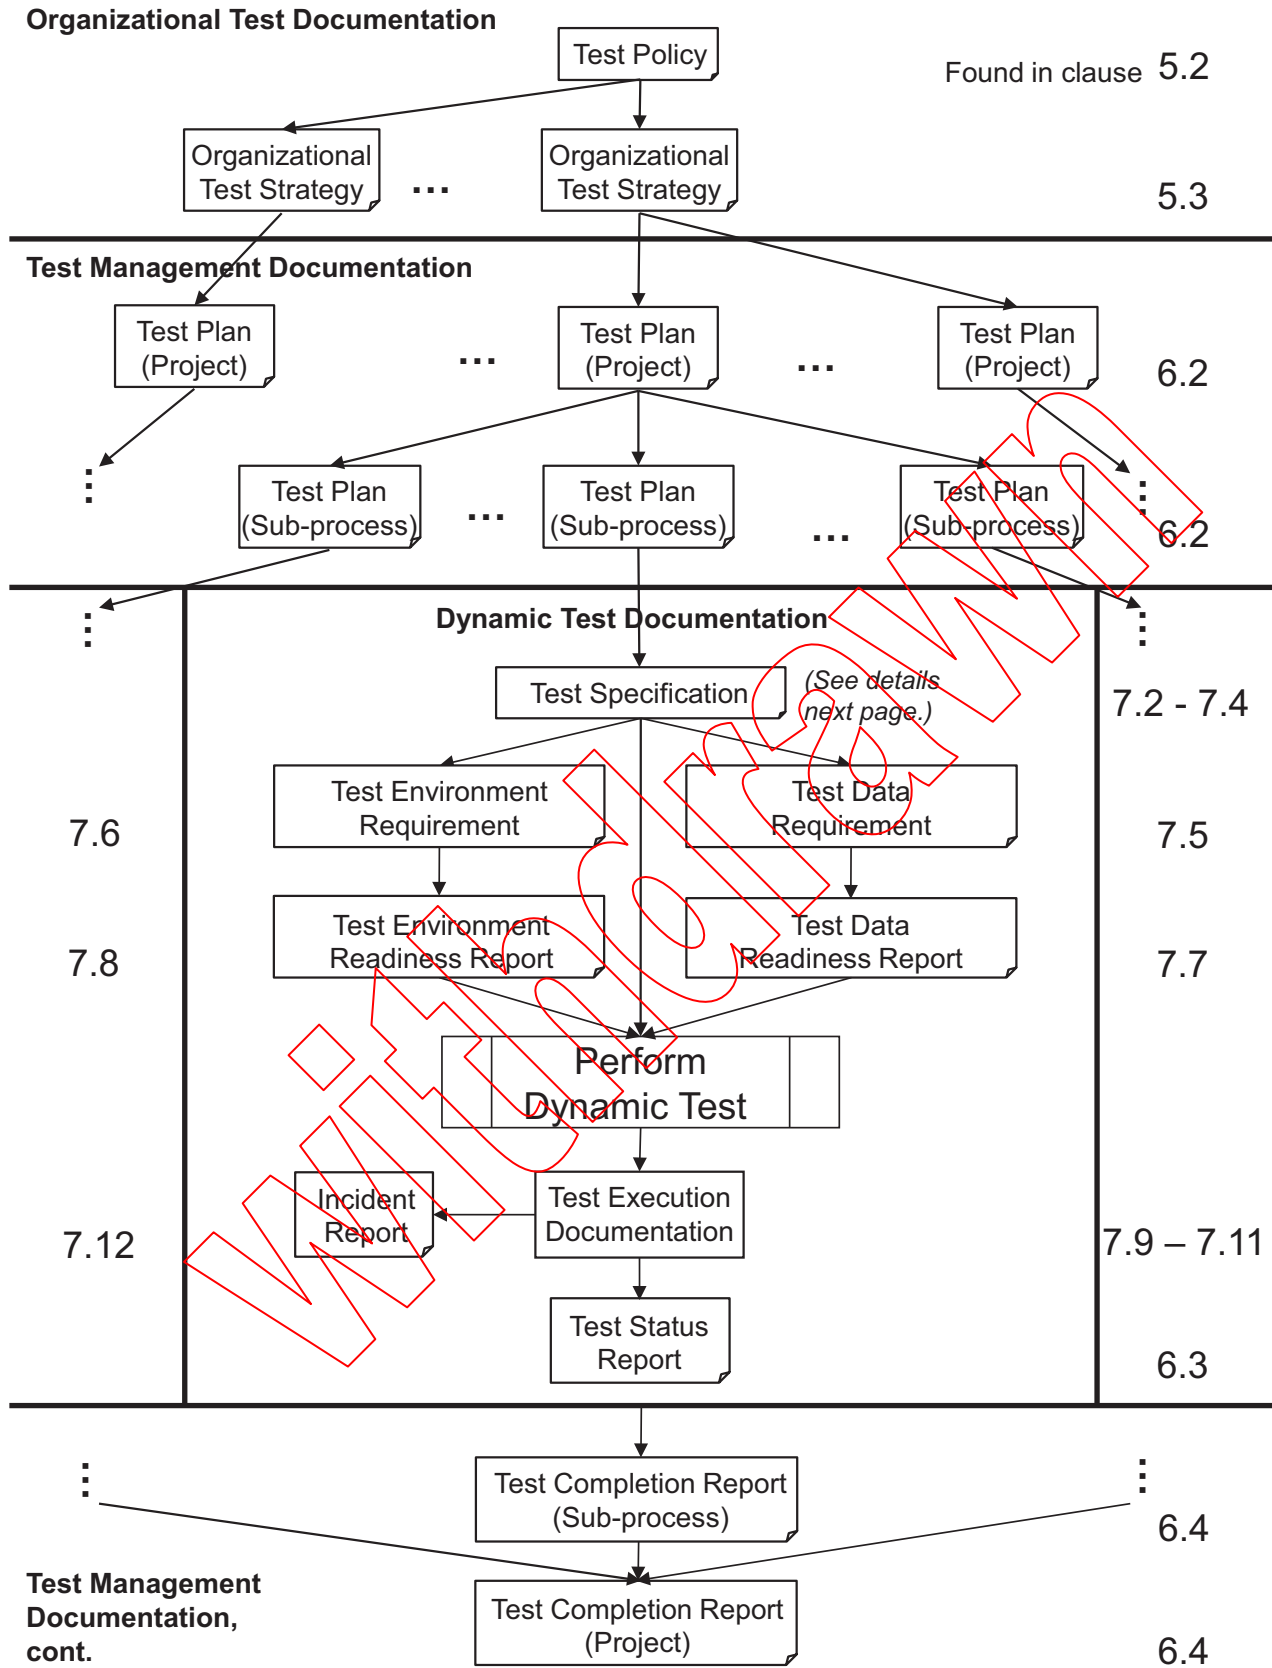 Organizational Test Documentation
Test Policy
Found in clause 5.2
Organizational
Test Strategy
...
Organizational
Test Strategy
5.3
Test Management Documentation
Test Plan
(Project)
...
Test Plan
(Project)
...
Test Plan
(Project)
6.2
...
Test Plan
(Sub-process)
...
Test Plan
(Sub-process)
...
Test Plan
(Sub-process)
...
6.2
...
Dynamic Test Documentation
...
Test Specification
(See details
next page.)
7.2 - 7.4
7.6
Test Environment
Requirement
Test Data
Requirement
7.5
7.8
Test Environment
Readiness Report
Test Data
Readiness Report
7.7
Perform
Dynamic Test
7.12
Incident
Report
Test Execution
Documentation
7.9 – 7.11
Test Status
Report
6.3
...
Test Completion Report
(Sub-process)
...
6.4
Test Management
Documentation,
cont.
Test Completion Report
(Project)
6.4
Withdrawn